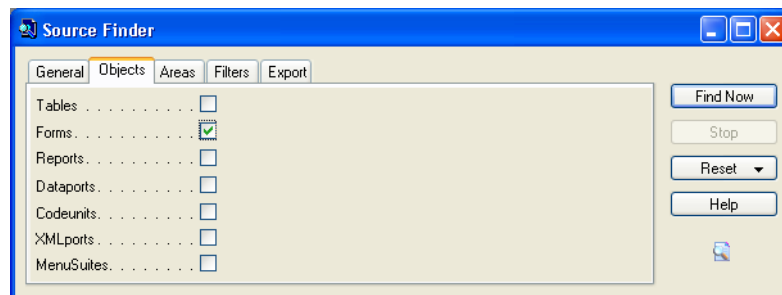 Source Finder
General Objects Areas Filters Export
Tables . . . . . . . . . .
Forms. . . . . . . . . . .
Reports. . . . . . . . . .
Dataports. . . . . . . . .
Codeunits. . . . . . . . .
XMLports . . . . . . . . .
MenuSuites. . . . . . . .
Find Now
Stop
Reset
Help